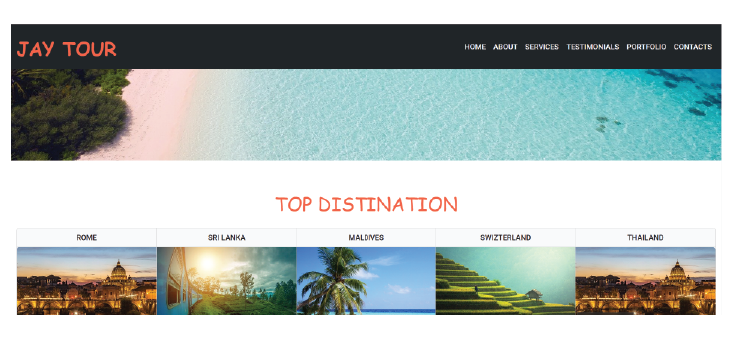 JAY TOUR HOME ABOUT SERVICES TESTIMONIALS PORTFOLIO CONTACTS
TOP DISTINATION
ROME SRI LANKA MALDIVES SWIZTERLAND THAILAND